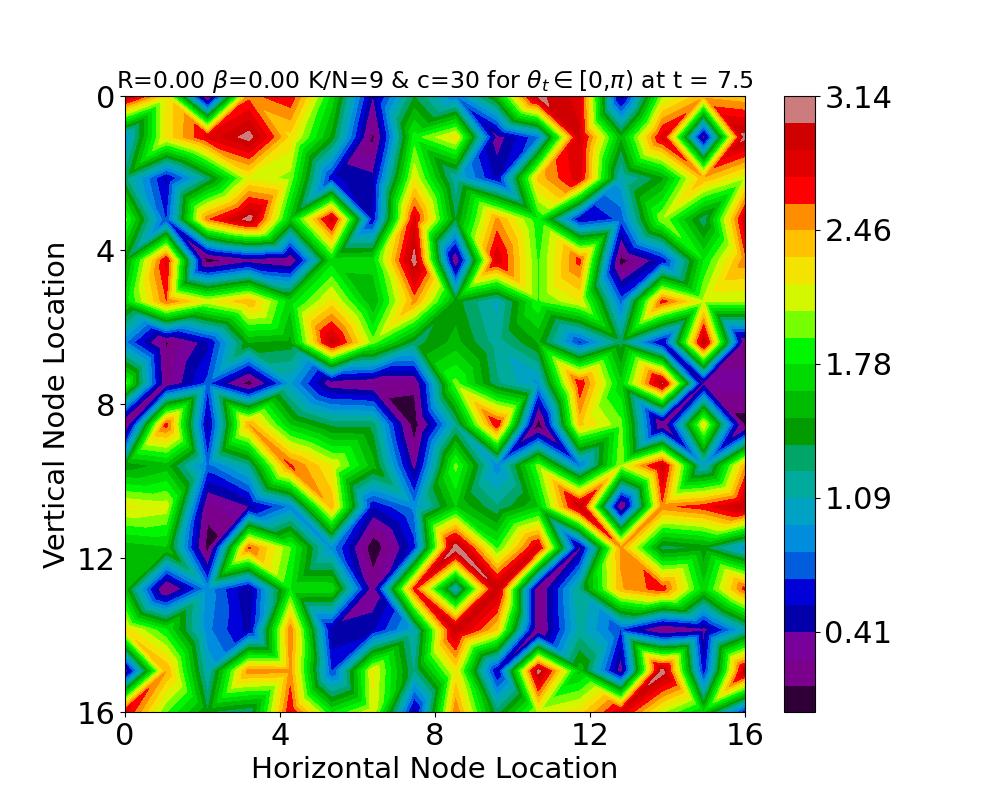 R=0.00 β=0.00 K/N=9 & c=30 for θₜ ∈ [0,π) at t = 7.5
0
4
8
12
16
Vertical Node Location
0 4 8 12 16
Horizontal Node Location
3.14
2.46
1.78
1.09
0.41